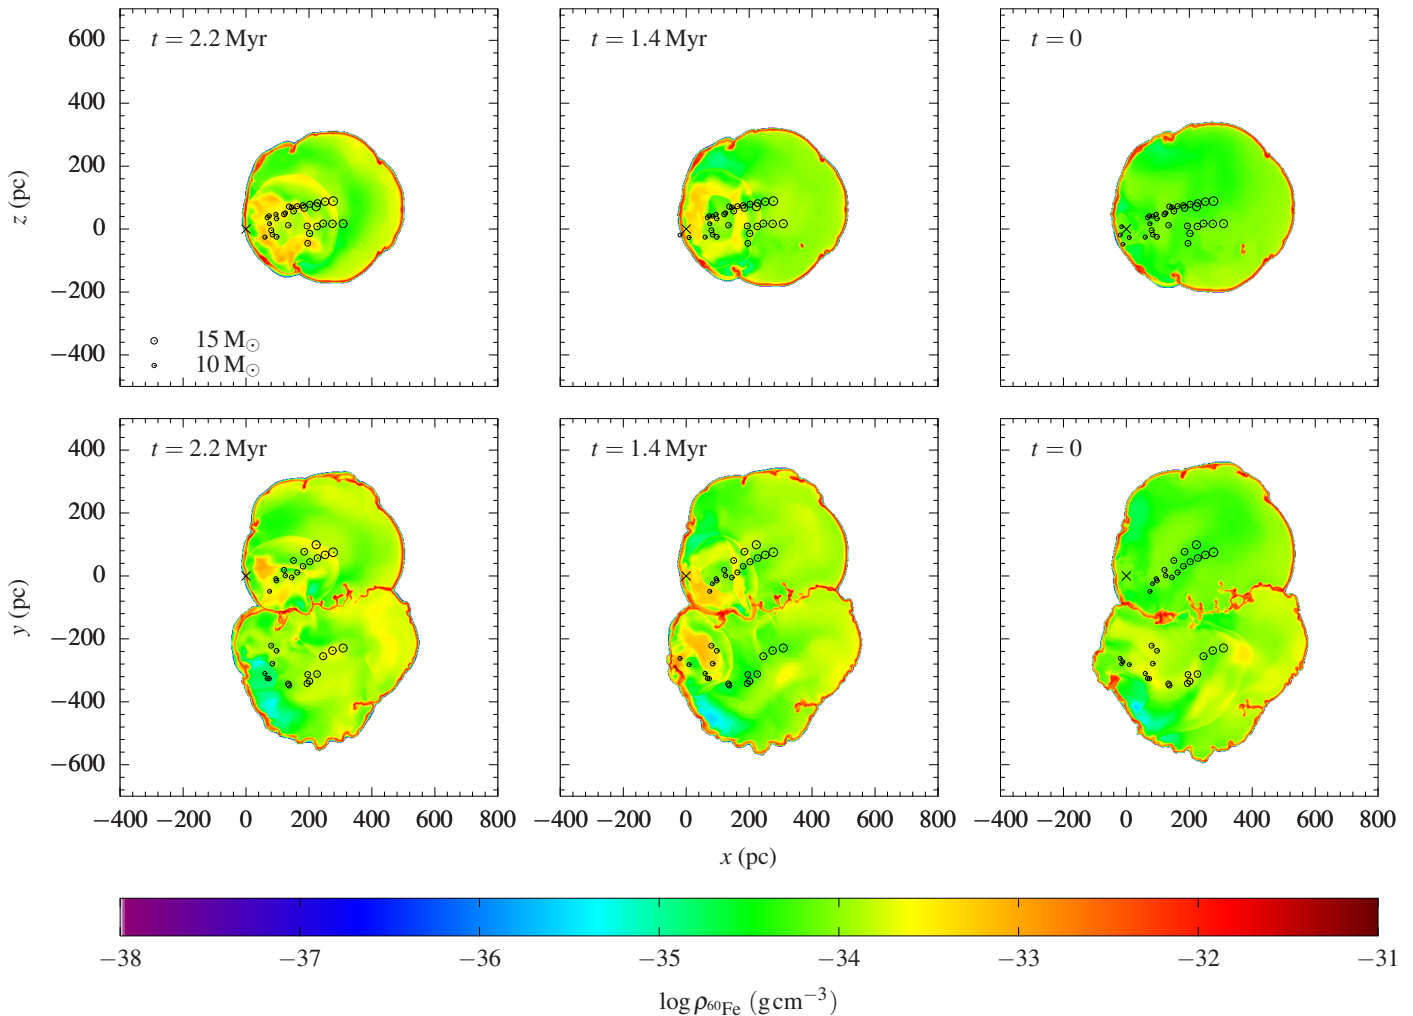 t = 2.2 Myr
t = 1.4 Myr
t = 0
600
400
200
0
−200
−400
z (pc)
15 M☉
10 M☉
t = 2.2 Myr
t = 1.4 Myr
t = 0
400
200
0
−200
−400
−600
y (pc)
−400 −200 0 200 400 600 800
−400 −200 0 200 400 600 800
−400 −200 0 200 400 600 800
x (pc)
−38 −37 −36 −35 −34 −33 −32 −31
log ρ60Fe (g cm−3)